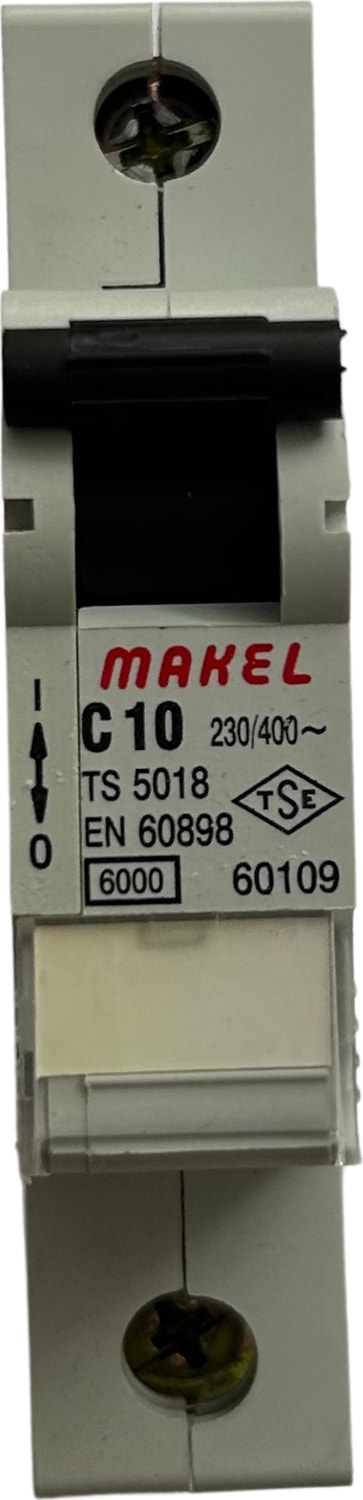 MAKEL
C10 230/400~
TS 5018
TSE
EN 60898
6000 60109
I
O